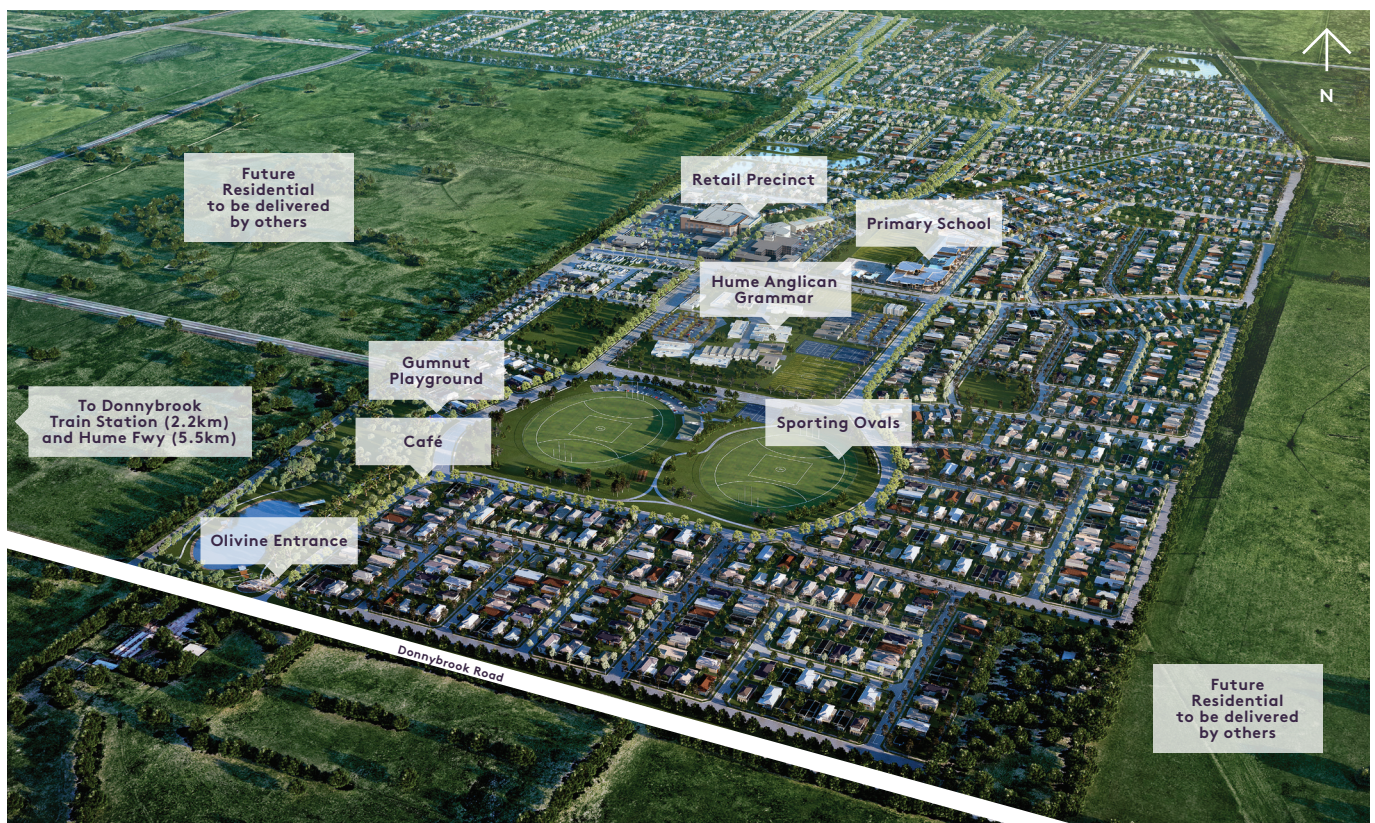 N
Future
Residential
to be delivered
by others
Retail Precinct
Primary School
Hume Anglican
Grammar
Gumnut
Playground
To Donnybrook
Train Station (2.2km)
and Hume Fwy (5.5km)
Café
Sporting Ovals
Olivine Entrance
Donnybrook Road
Future
Residential
to be delivered
by others